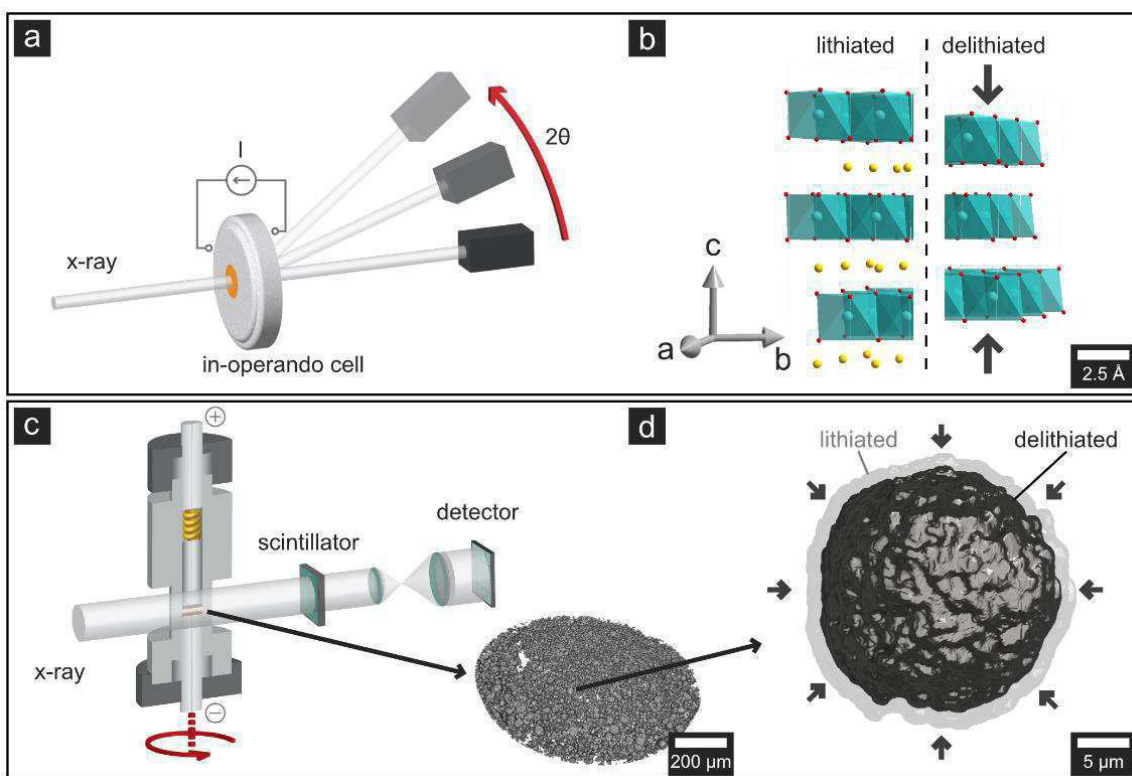 a
I
2θ
x-ray
in-operando cell
b
lithiated
delithiated
c
a
b
2.5 Å
c
+
scintillator
detector
x-ray
−
200 µm
d
lithiated
delithiated
5 µm